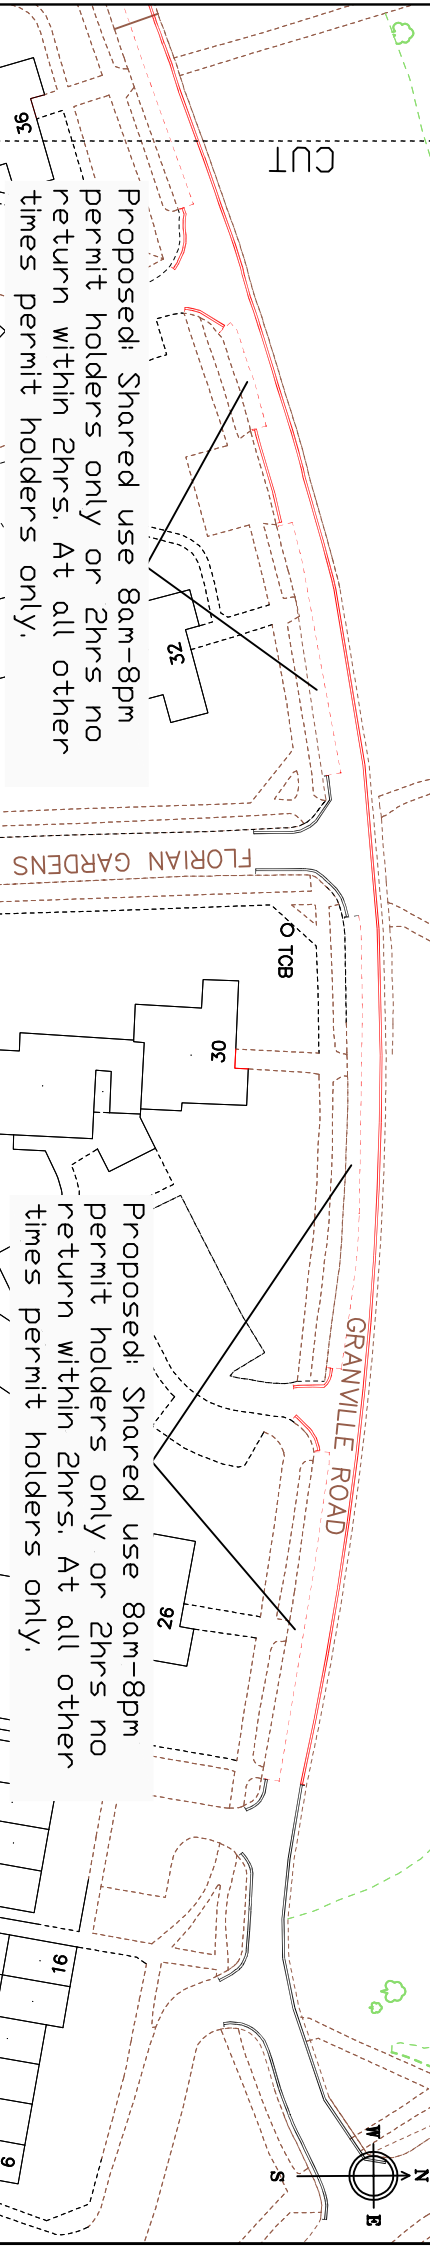 CUT
36
Proposed: Shared use 8am-8pm
permit holders only or 2hrs no
return within 2hrs. At all other
times permit holders only.
32
FLORIAN GARDENS
TCB
30
GRANVILLE ROAD
Proposed: Shared use 8am-8pm
permit holders only or 2hrs no
return within 2hrs. At all other
times permit holders only.
26
16
6
N
W
E
S